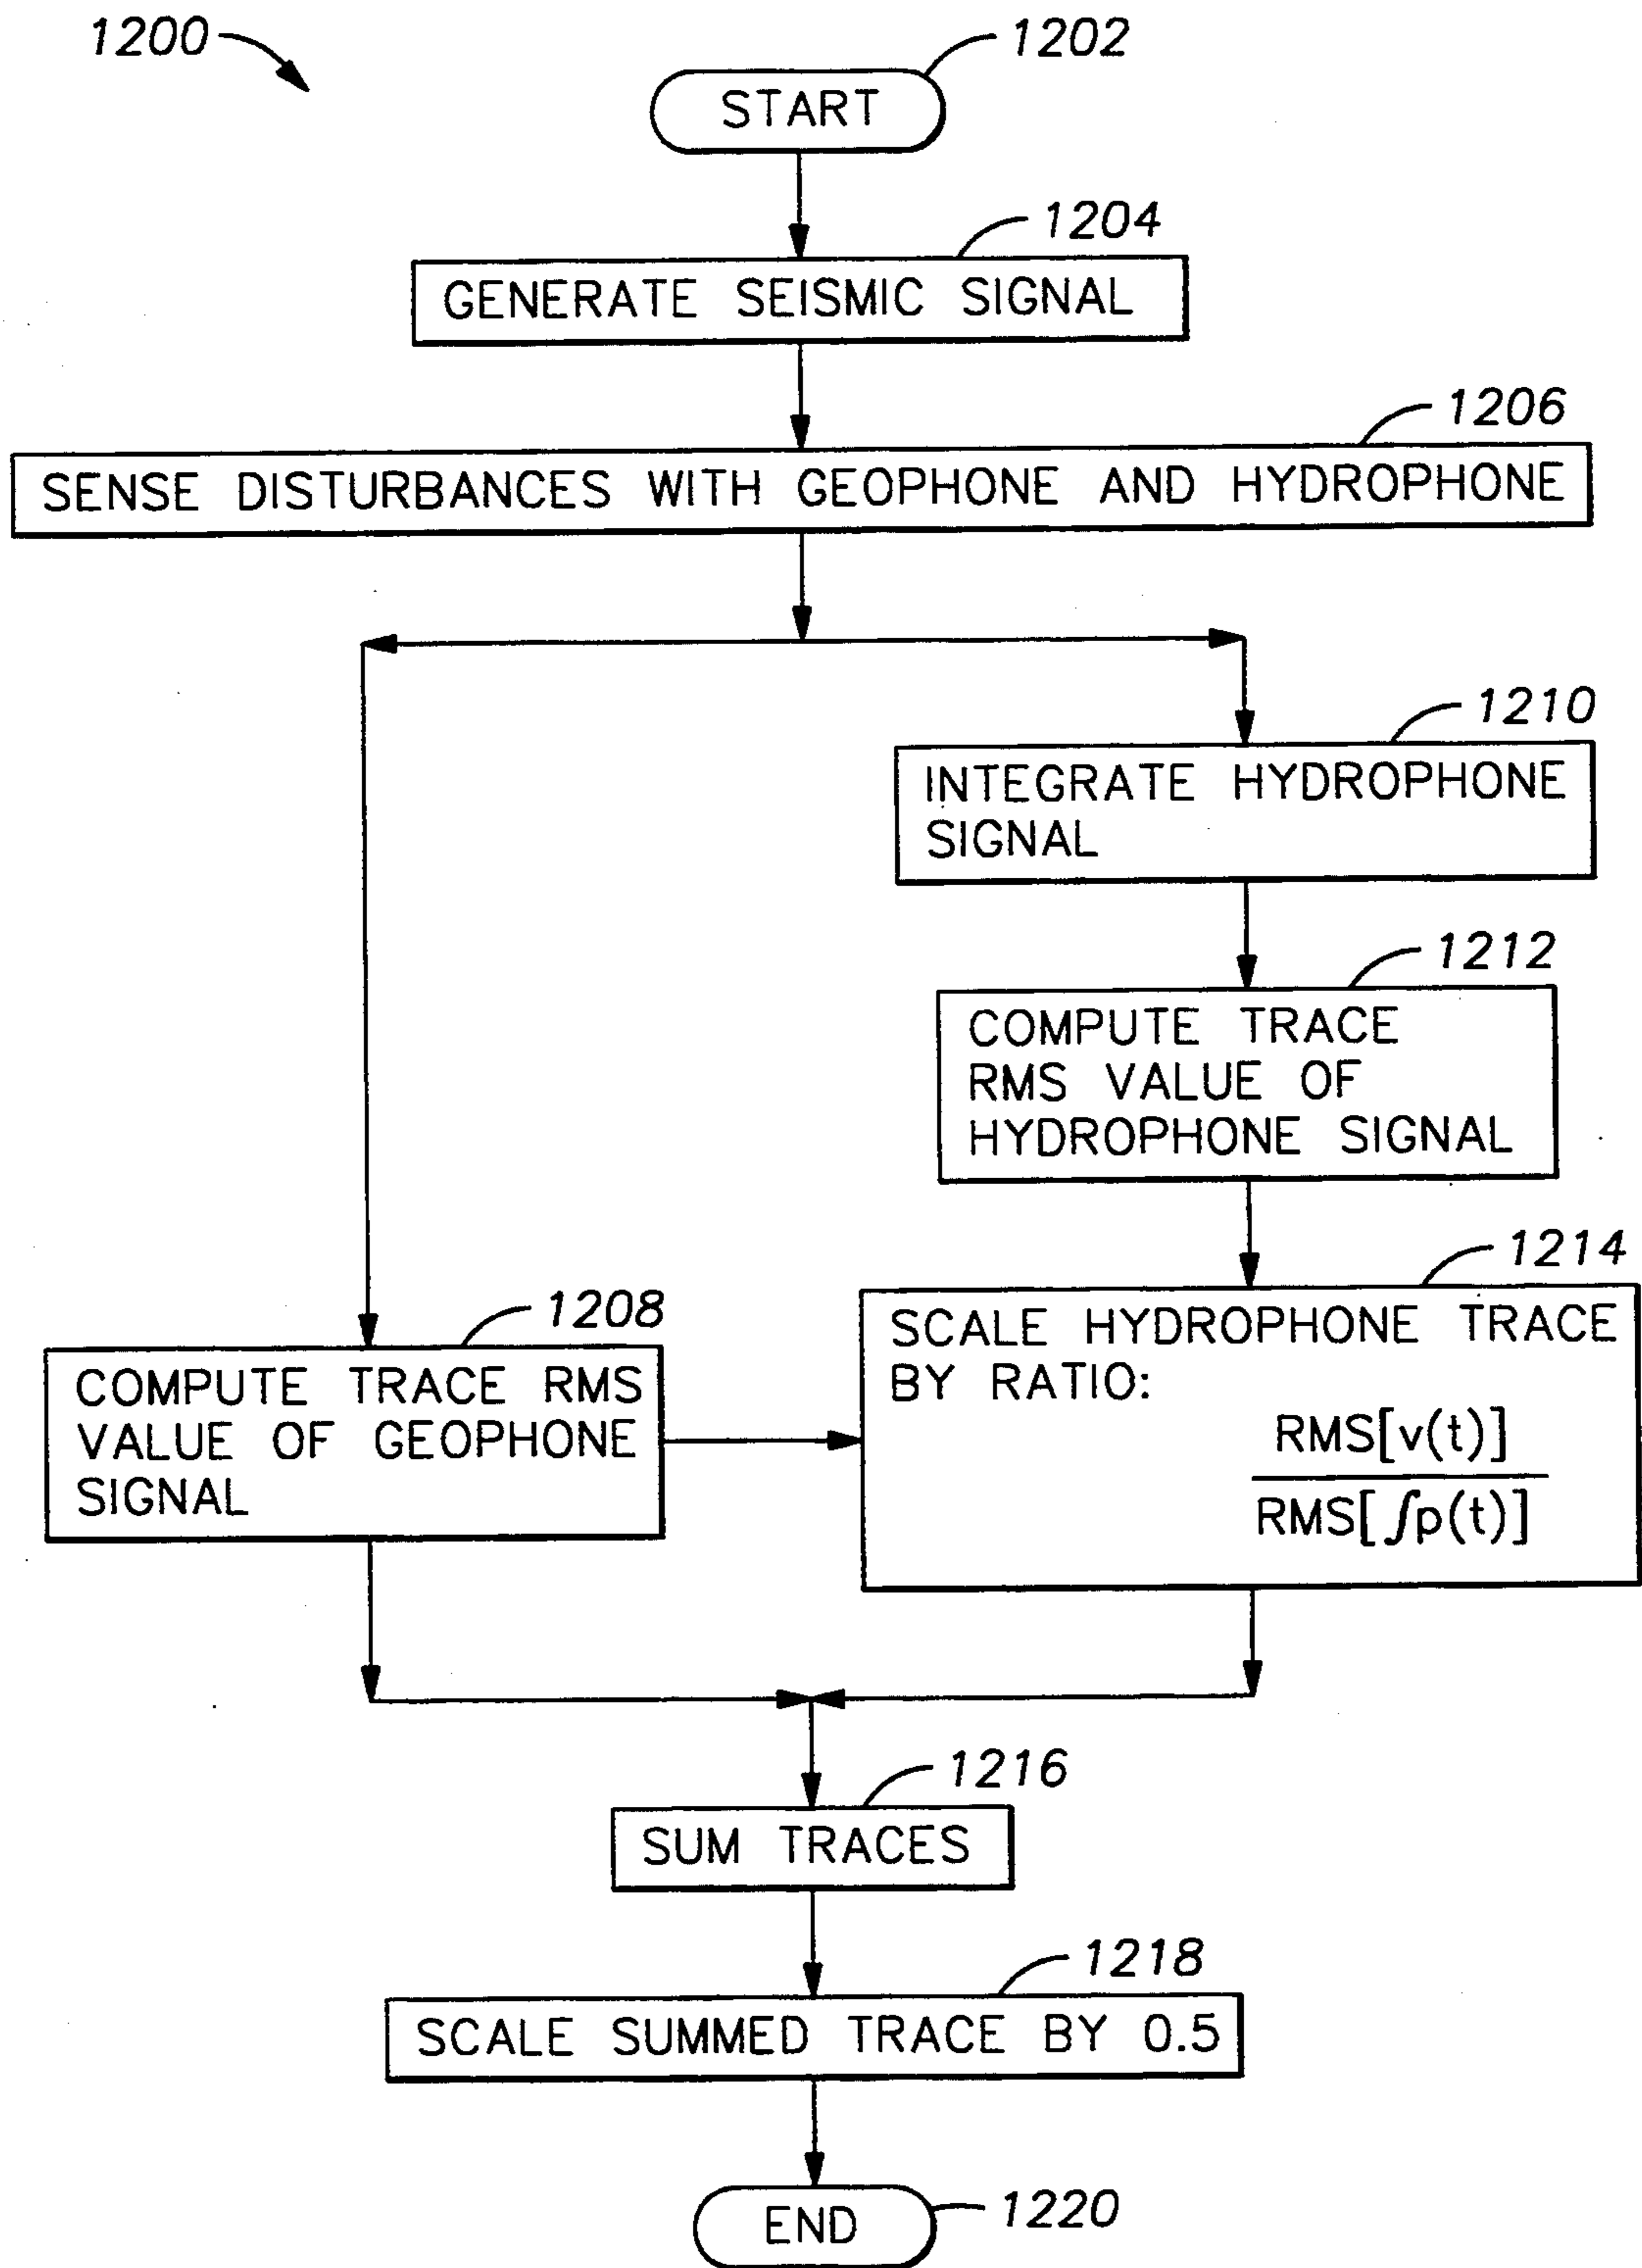 1200
1202
START
1204
GENERATE SEISMIC SIGNAL
1206
SENSE DISTURBANCES WITH GEOPHONE AND HYDROPHONE
1210
INTEGRATE HYDROPHONE
SIGNAL
1212
COMPUTE TRACE
RMS VALUE OF
HYDROPHONE SIGNAL
1214
SCALE HYDROPHONE TRACE
BY RATIO:
RMS[v(t)]
RMS[∫p(t)]
1208
COMPUTE TRACE RMS
VALUE OF GEOPHONE
SIGNAL
1216
SUM TRACES
1218
SCALE SUMMED TRACE BY 0.5
END
1220